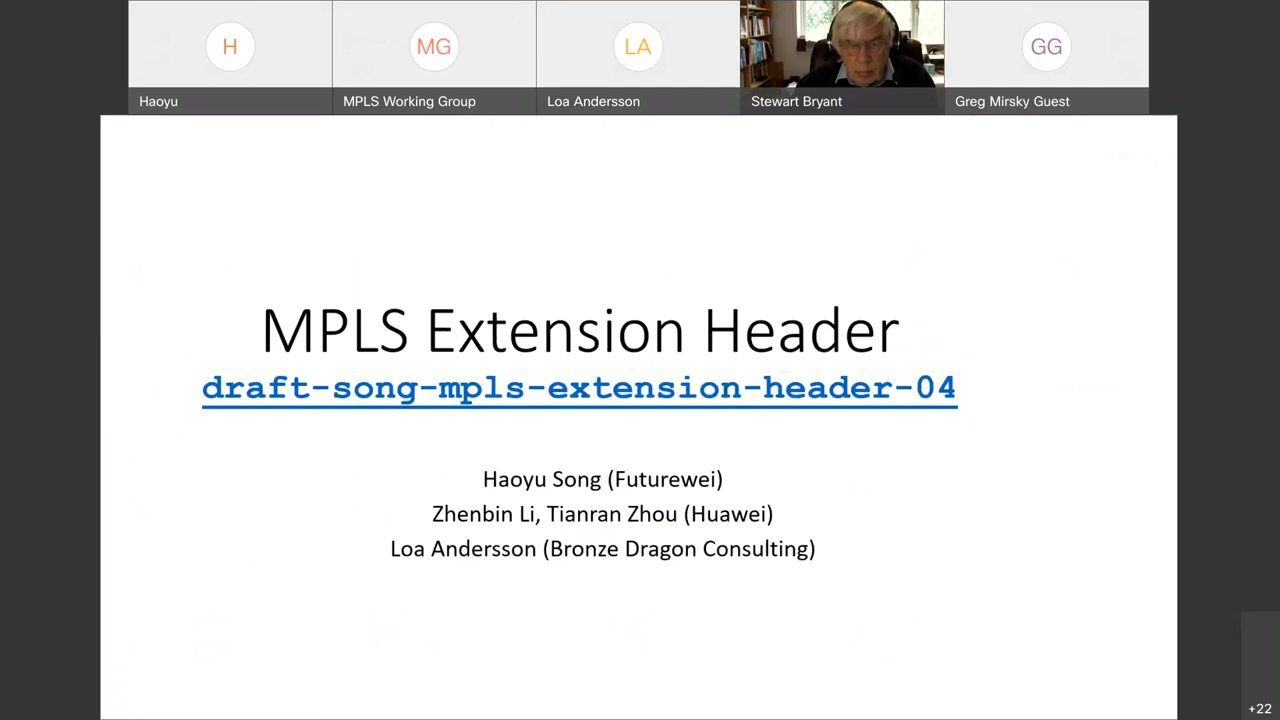 H
MG
LA
GG
Haoyu
MPLS Working Group
Loa Andersson
Stewart Bryant
Greg Mirsky Guest
MPLS Extension Header
draft-song-mpls-extension-header-04
Haoyu Song (Futurewei)
Zhenbin Li, Tianran Zhou (Huawei)
Loa Andersson (Bronze Dragon Consulting)
+22